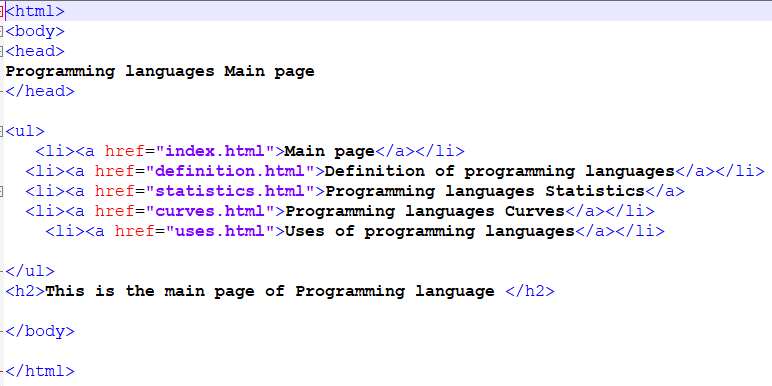 <html>
<body>
<head>
Programming languages Main page
</head>
<ul>
<li><a href="index.html">Main page</a></li>
<li><a href="definition.html">Definition of programming languages</a></li>
<li><a href="statistics.html">Programming languages Statistics</a>
<li><a href="curves.html">Programming languages Curves</a></li>
<li><a href="uses.html">Uses of programming languages</a></li>
</ul>
<h2>This is the main page of Programming language </h2>
</body>
</html>